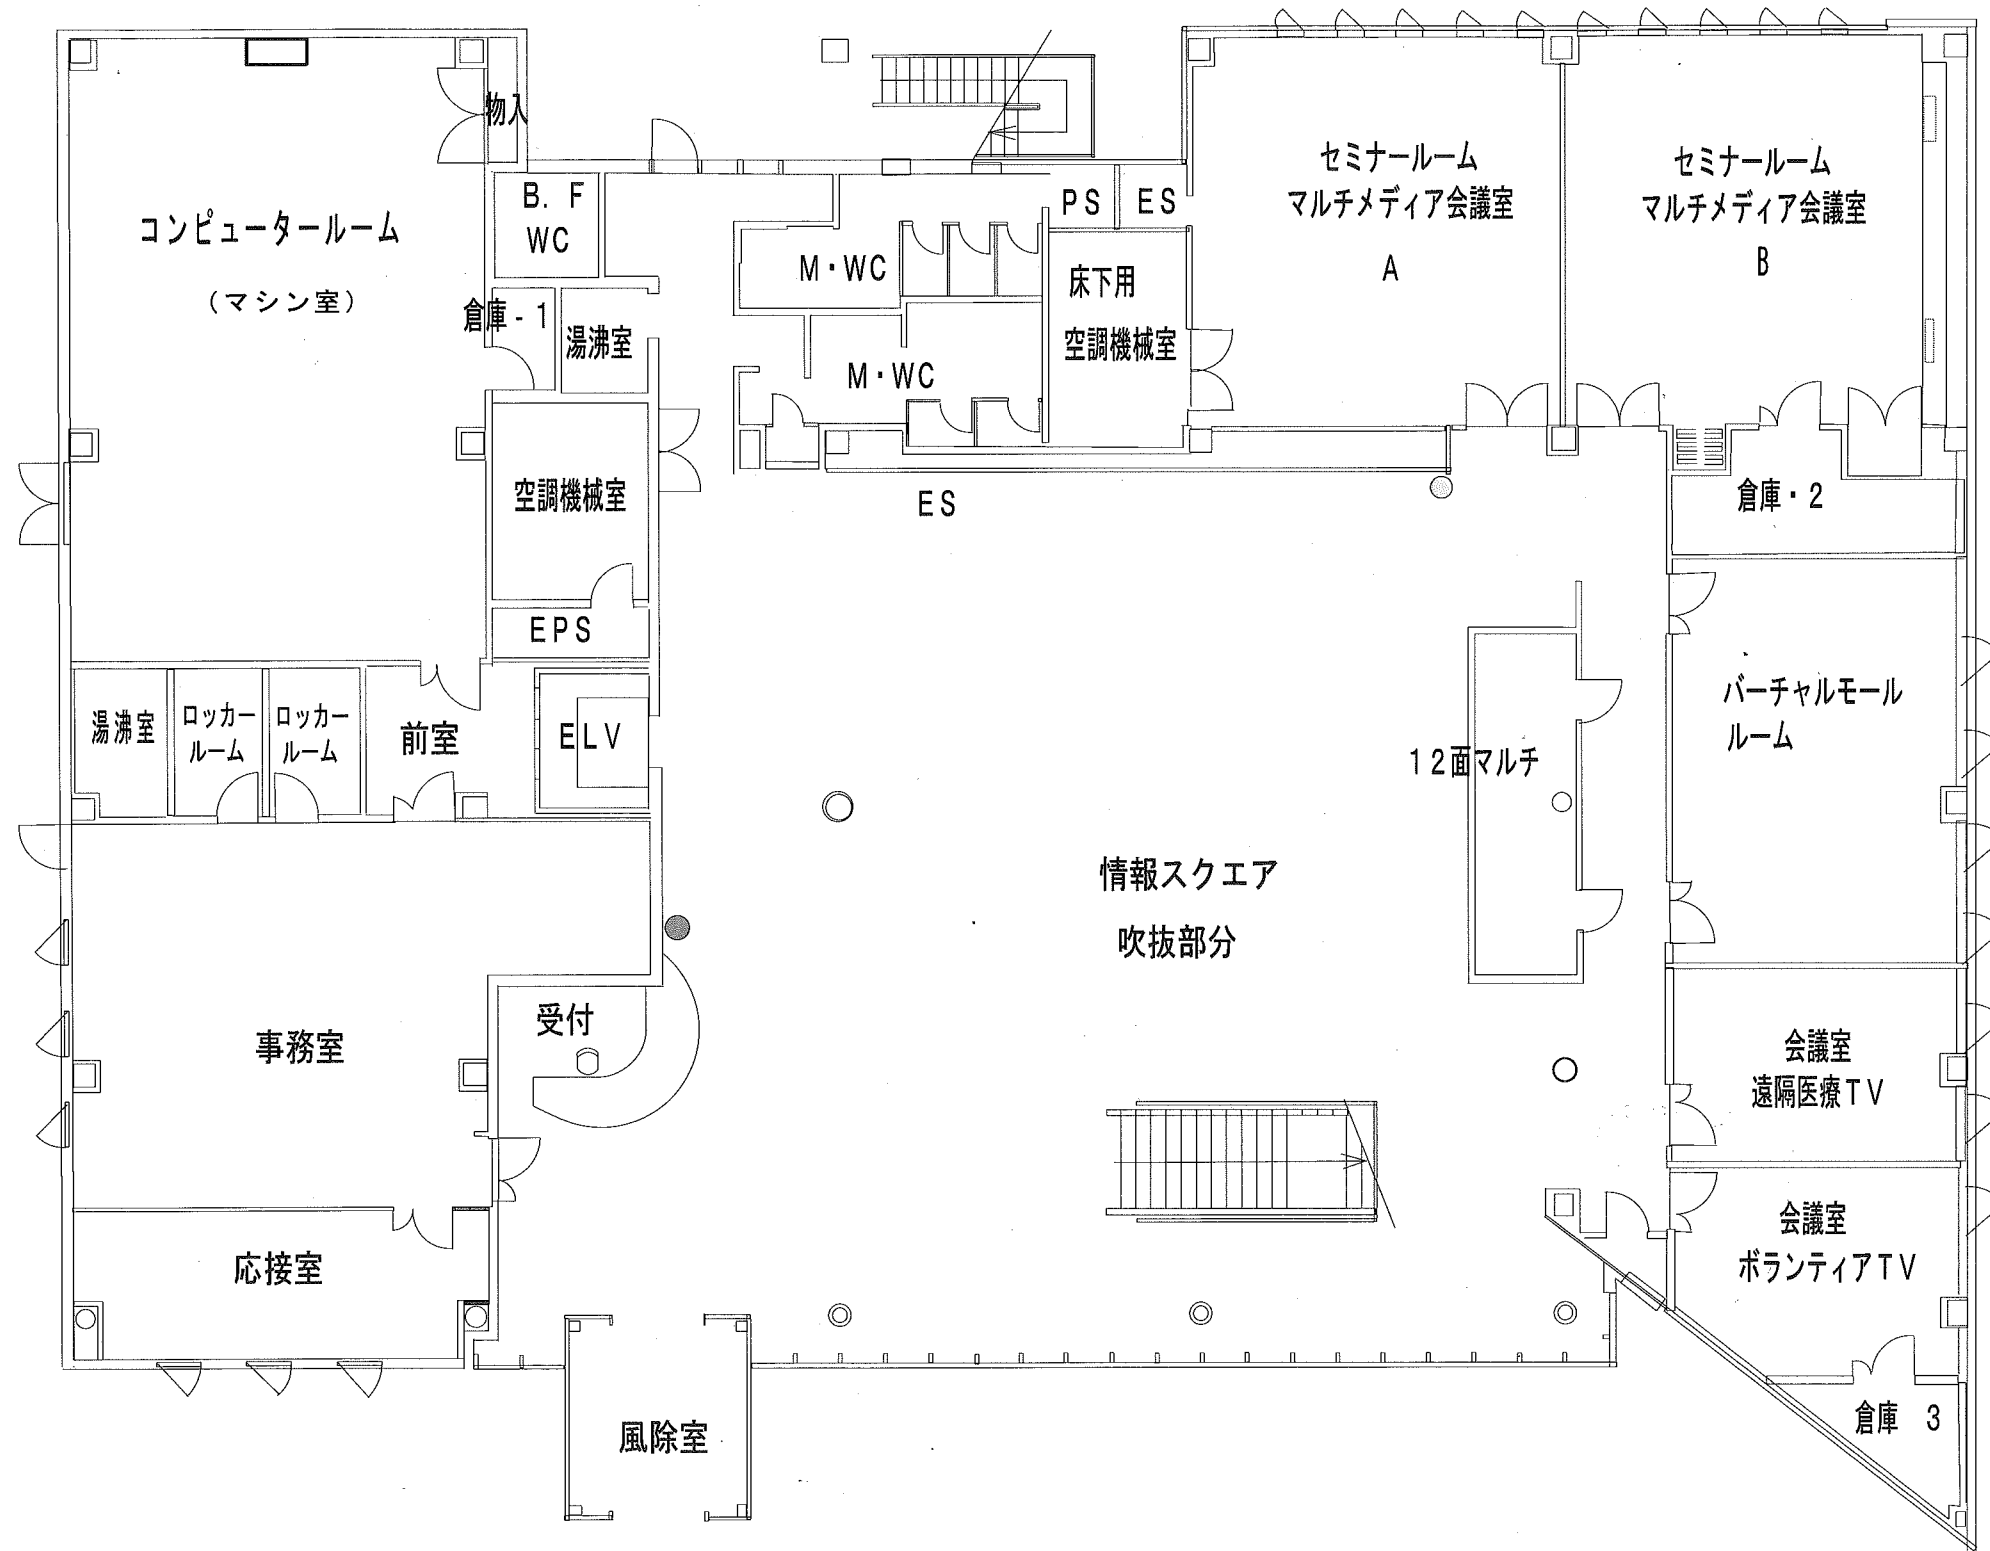 物入
コンピュータールーム
（マシン室）
B．F
WC
倉庫-1
湯沸室
M・WC
M・WC
PS
ES
床下用
空調機械室
セミナールーム
マルチメディア会議室
A
セミナールーム
マルチメディア会議室
B
空調機械室
ES
倉庫・2
EPS
湯沸室
ロッカー
ルーム
ロッカー
ルーム
前室
ELV
12面マルチ
バーチャルモール
ルーム
情報スクエア
吹抜部分
事務室
受付
会議室
遠隔医療TV
会議室
ボランティアTV
応接室
風除室
倉庫　3